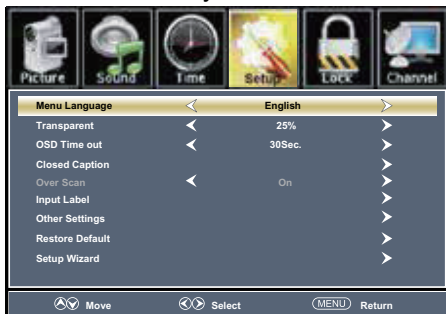 Picture Sound Time Setup Lock Channel
Menu Language English
Transparent 25%
OSD Time out 30Sec.
Closed Caption
Over Scan On
Input Label
Other Settings
Restore Default
Setup Wizard
Move Select MENU Return